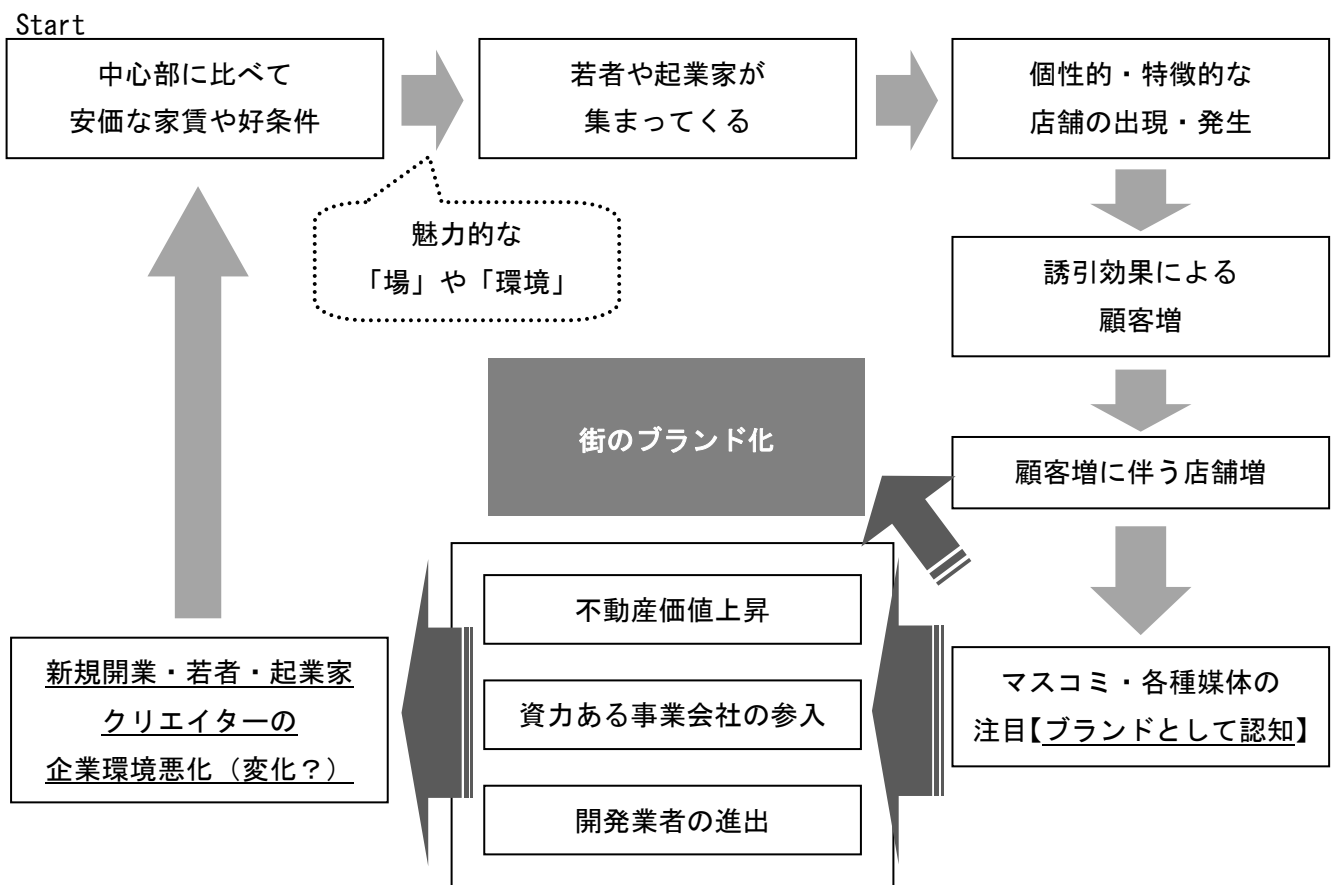 Start
中心部に比べて
安価な家賃や好条件
若者や起業家が
集まってくる
個性的・特徴的な
店舗の出現・発生
魅力的な
「場」や「環境」
誘引効果による
顧客増
街のブランド化
顧客増に伴う店舗増
マスコミ・各種媒体の
注目【ブランドとして認知】
不動産価値上昇
資力ある事業会社の参入
開発業者の進出
新規開業・若者・起業家
クリエイターの
企業環境悪化（変化？）